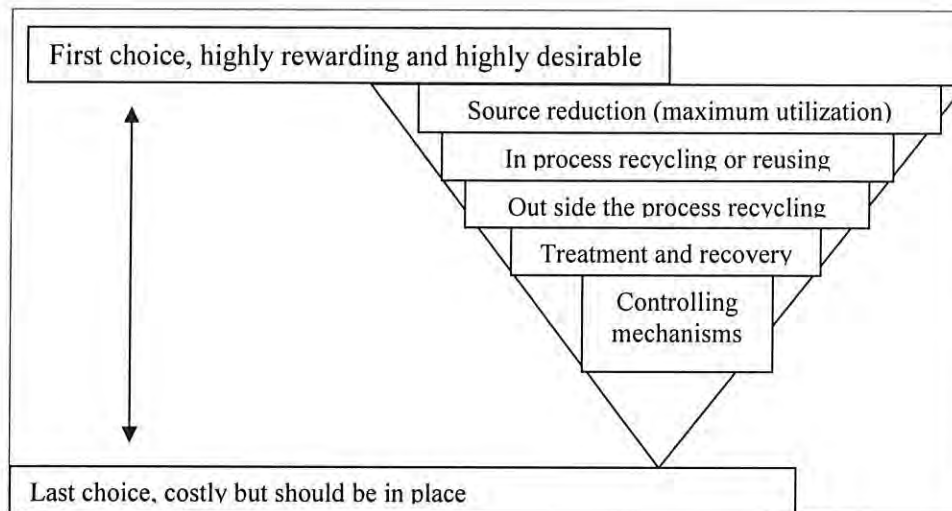 First choice, highly rewarding and highly desirable
Source reduction (maximum utilization)
In process recycling or reusing
Out side the process recycling
Treatment and recovery
Controlling
mechanisms
Last choice, costly but should be in place